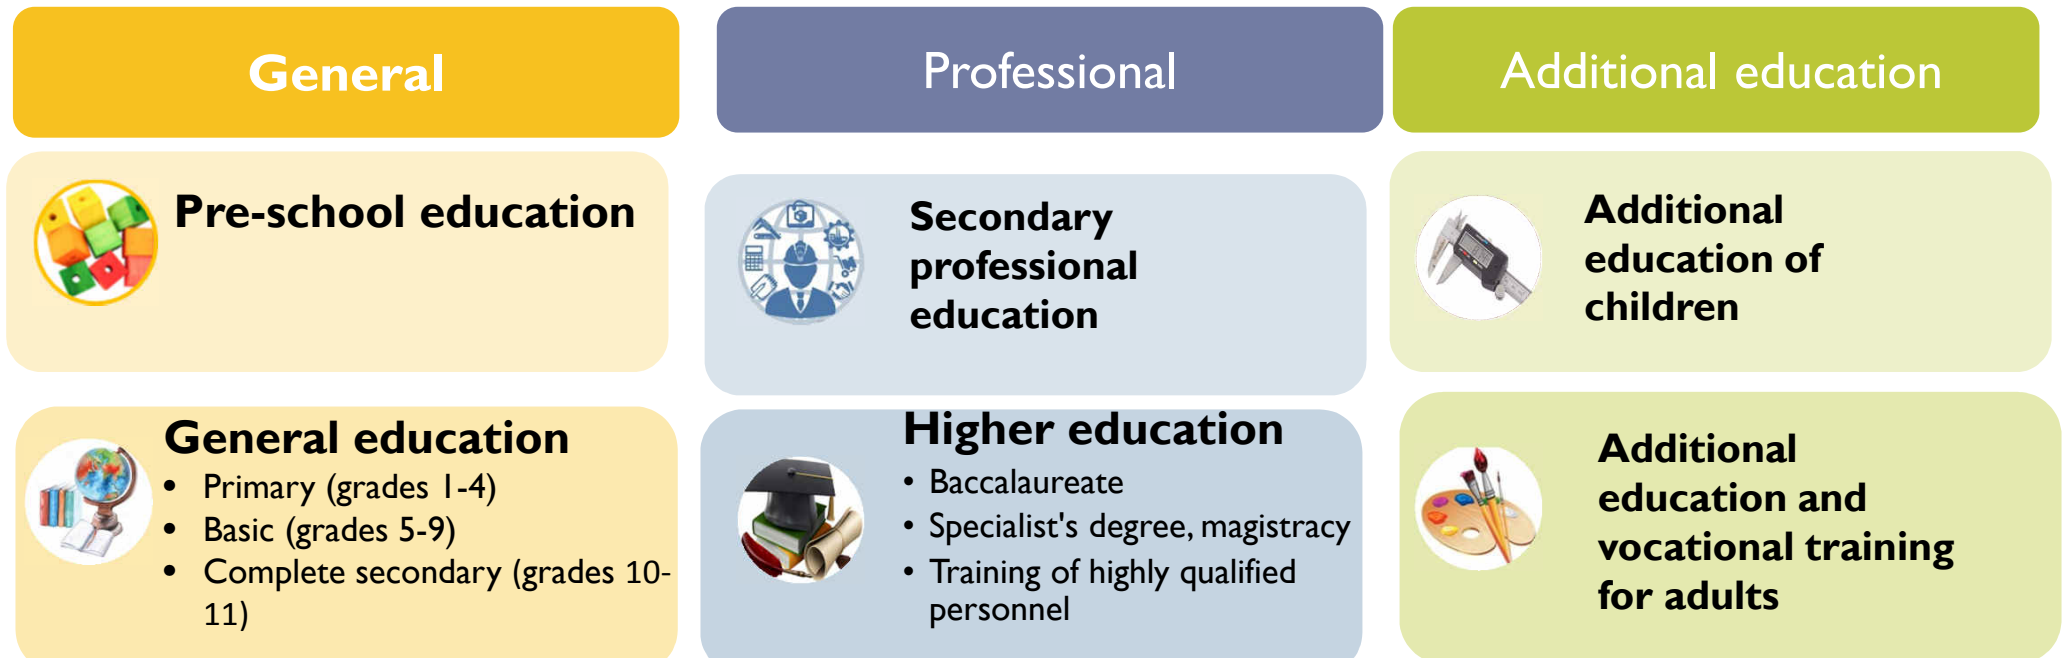 General
Pre-school education
General education
• Primary (grades 1-4)
• Basic (grades 5-9)
• Complete secondary (grades 10-
11)
Professional
Secondary
professional
education
Higher education
• Baccalaureate
• Specialist's degree, magistracy
• Training of highly qualified
personnel
Additional education
Additional
education of
children
Additional
education and
vocational training
for adults